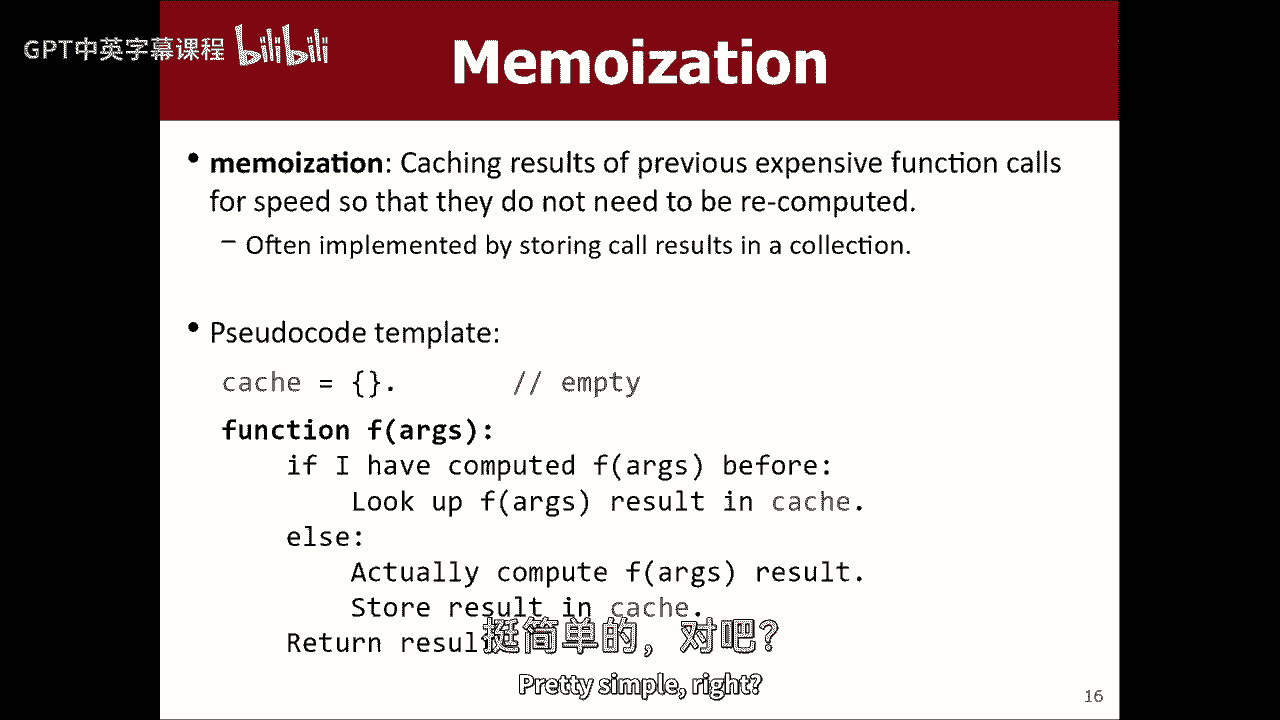 GPT中英字幕课程 bilibili
Memoization
• memoization: Caching results of previous expensive function calls
for speed so that they do not need to be re-computed.
– Often implemented by storing call results in a collection.
• Pseudocode template:
cache = {}. // empty
function f(args):
if I have computed f(args) before:
Look up f(args) result in cache.
else:
Actually compute f(args) result.
Store result in cache.
Return resul
挺简单的，对吧？
Pretty simple, right?
16